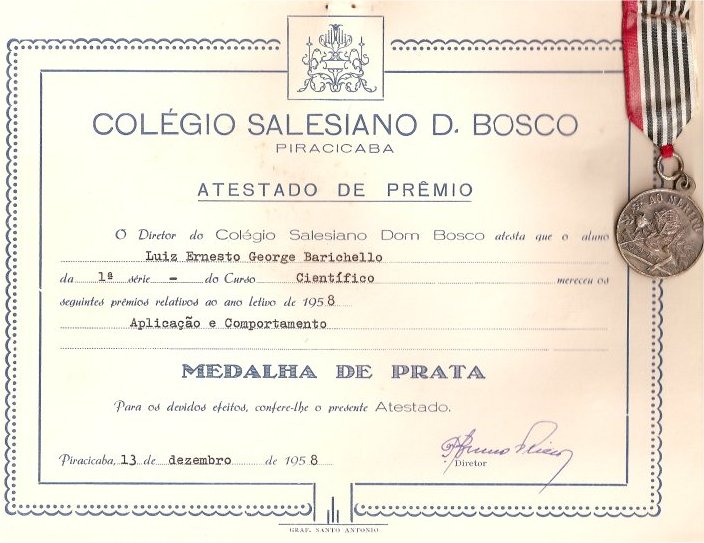 COLÉGIO SALESIANO D. BOSCO
PIRACICABA
ATESTADO DE PRÊMIO
O Diretor do Colégio Salesiano Dom Bosco atesta que o aluno
Luiz Ernesto George Barichello
da 1ª série - do Curso Científico mereceu os
seguintes prêmios relativos ao ano letivo de 1958
Aplicação e Comportamento
MEDALHA DE PRATA
Para os devidos efeitos, confere-lhe o presente Atestado.
Piracicaba, 13 de dezembro de 1958
Diretor
GRAF. SANTO ANTONIO
AO MERITO